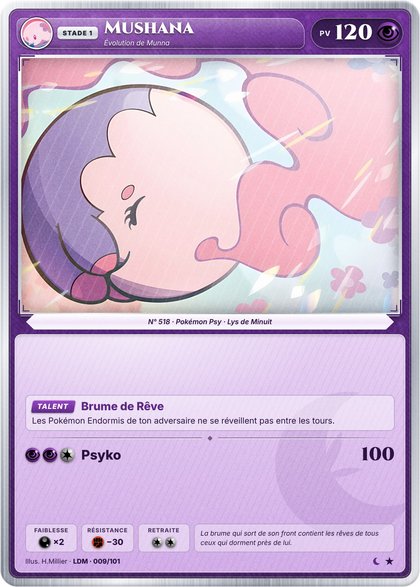 STADE 1
MUSHANA
Évolution de Munna
PV 120
N° 518 · Pokémon Psy · Lys de Minuit
TALENT Brume de Rêve
Les Pokémon Endormis de ton adversaire ne se réveillent pas entre les tours.
Psyko 100
FAIBLESSE RÉSISTANCE RETRAITE
×2 −30
La brume qui sort de son front contient les rêves de tous
ceux qui dorment près de lui.
Illus. H.Millier · LDM · 009/101